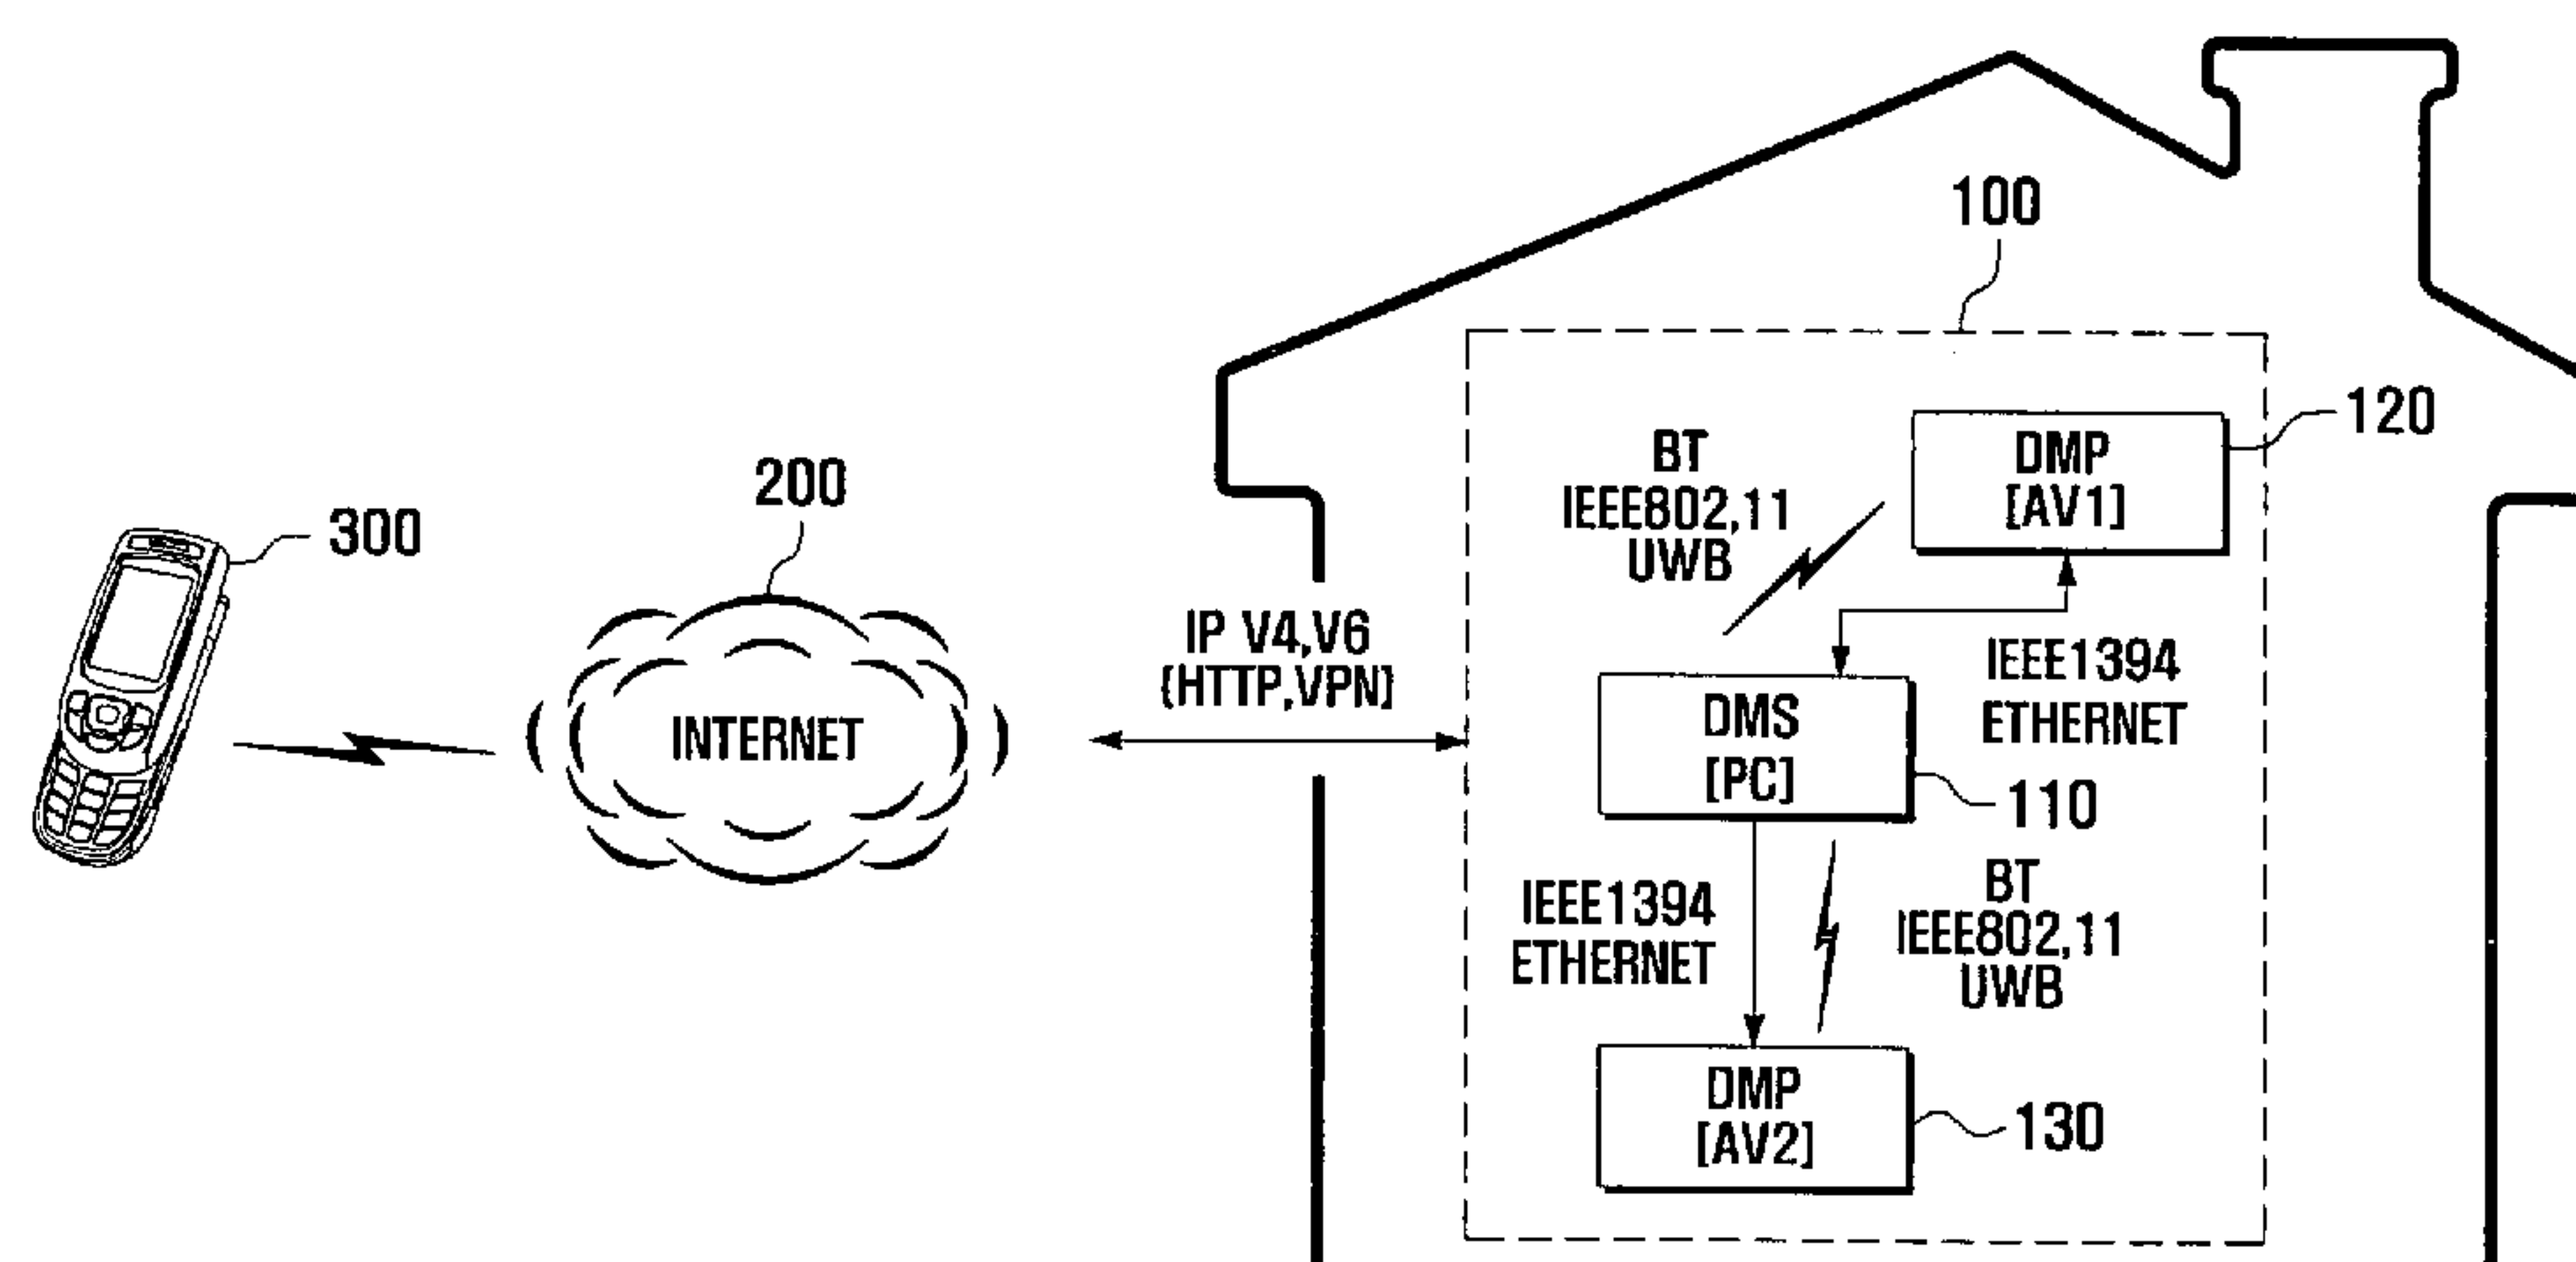 100
120
DMP
[AV1]
BT
IEEE802,11
UWB
200
300
IP V4,V6
(HTTP,VPN]
INTERNET
IEEE1394
ETHERNET
DMS
[PC]
110
BT
IEEE802,11
UWB
IEEE1394
ETHERNET
DMP
[AV2]
130